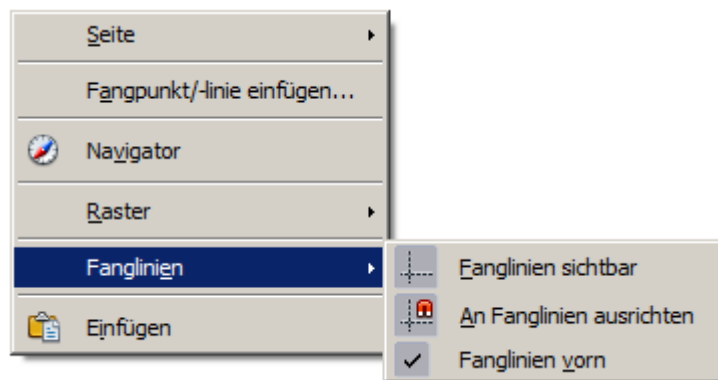 Seite
Fangpunkt/-linie einfügen...
Navigator
Raster
Fanglinien
Fanglinien sichtbar
An Fanglinien ausrichten
Einfügen
Fanglinien vorn